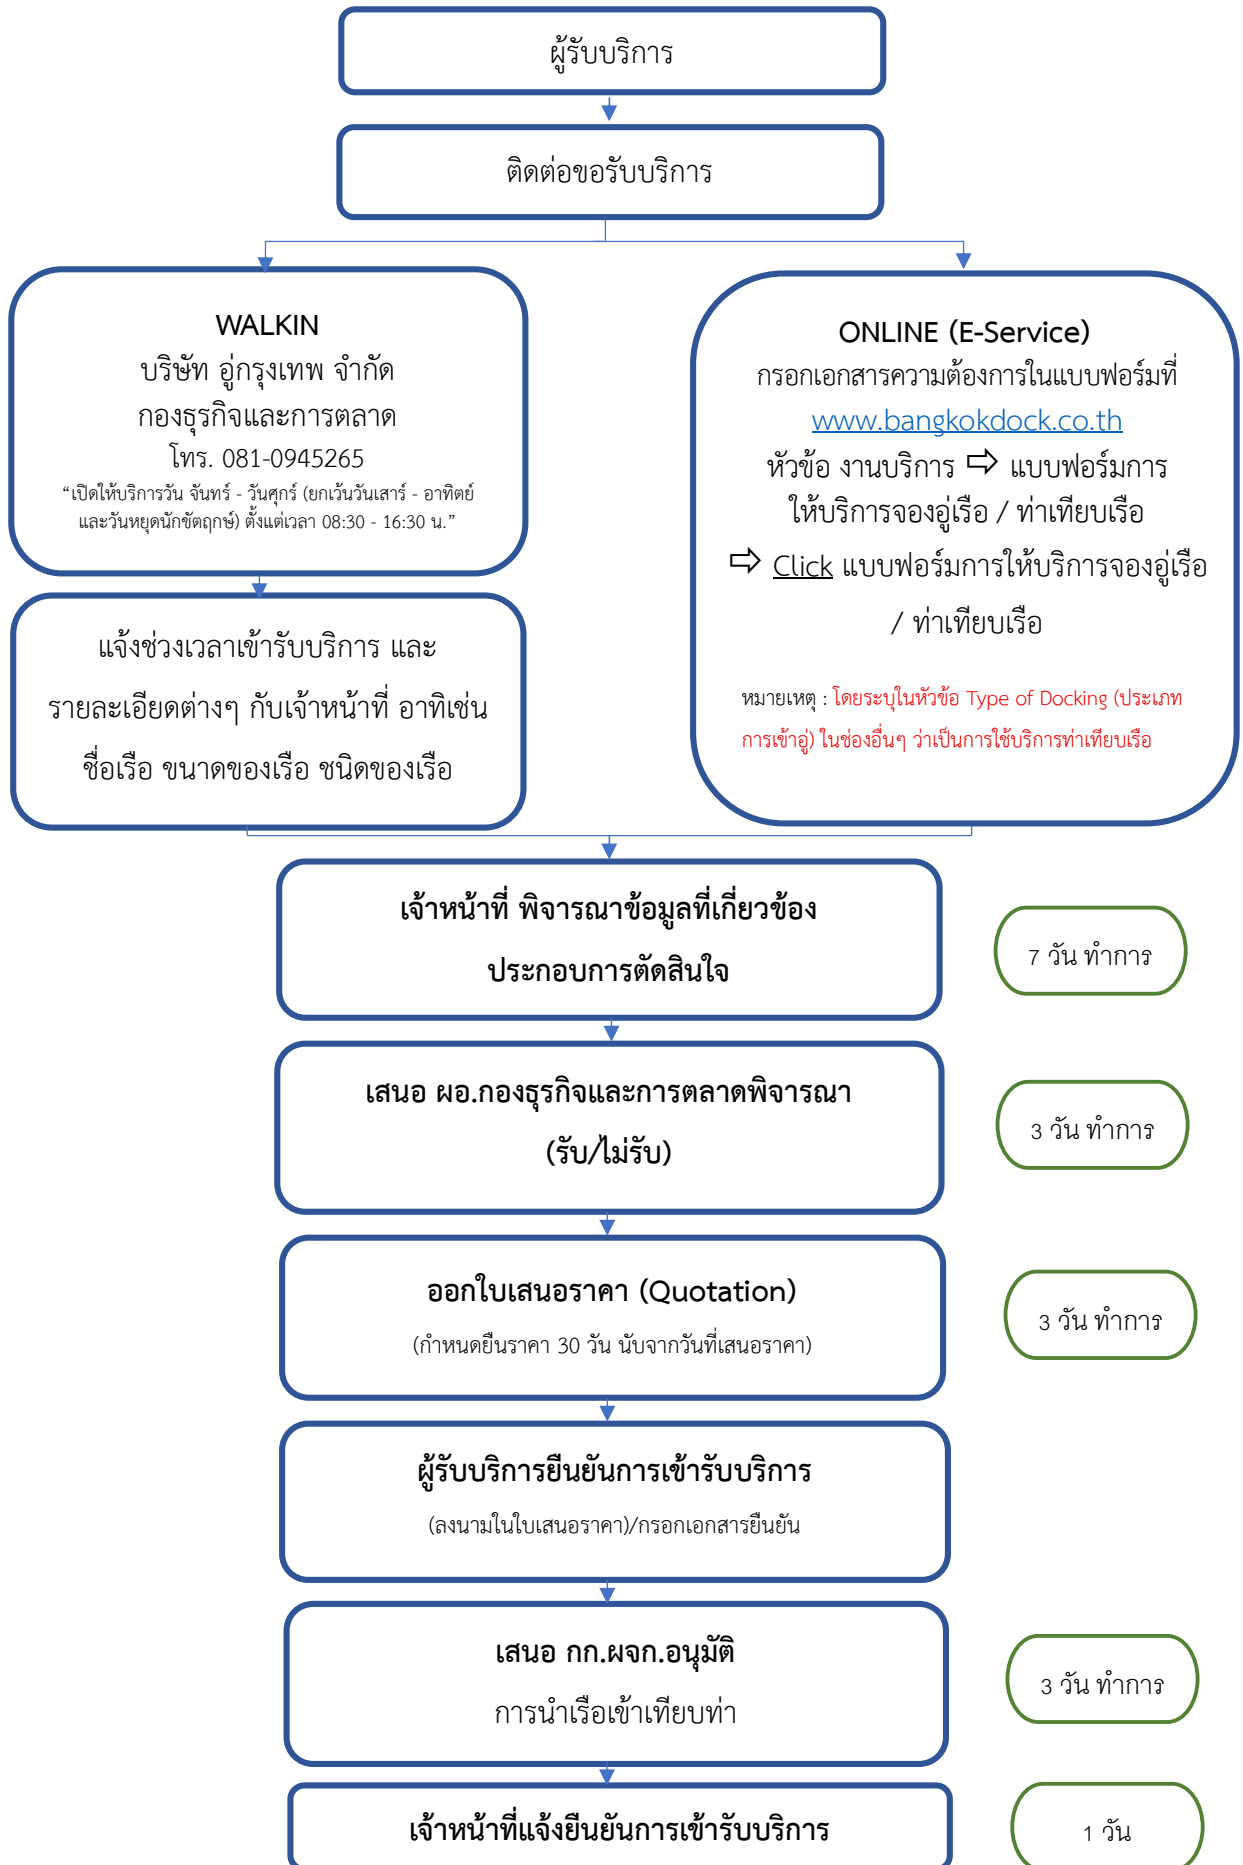 ผู้รับบริการ
ติดต่อขอรับบริการ
WALKIN
บริษัท อู่กรุงเทพ จำกัด
กองธุรกิจและการตลาด
โทร. 081-0945265
“เปิดให้บริการวัน จันทร์ - วันศุกร์ (ยกเว้นวันเสาร์ - อาทิตย์
และวันหยุดนักขัตฤกษ์) ตั้งแต่เวลา 08:30 - 16:30 น.”
แจ้งช่วงเวลาเข้ารับบริการ และ
รายละเอียดต่างๆ กับเจ้าหน้าที่ อาทิเช่น
ชื่อเรือ ขนาดของเรือ ชนิดของเรือ
ONLINE (E-Service)
กรอกเอกสารความต้องการในแบบฟอร์มที่
www.bangkokdock.co.th
หัวข้อ งานบริการ ⇨ แบบฟอร์มการ
ให้บริการจองอู่เรือ / ท่าเทียบเรือ
⇨ Click แบบฟอร์มการให้บริการจองอู่เรือ
/ ท่าเทียบเรือ
หมายเหตุ : โดยระบุในหัวข้อ Type of Docking (ประเภท
การเข้าอู่) ในช่องอื่นๆ ว่าเป็นการใช้บริการท่าเทียบเรือ
เจ้าหน้าที่ พิจารณาข้อมูลที่เกี่ยวข้อง
ประกอบการตัดสินใจ
7 วัน ทำการ
เสนอ ผอ.กองธุรกิจและการตลาดพิจารณา
(รับ/ไม่รับ)
3 วัน ทำการ
ออกใบเสนอราคา (Quotation)
(กำหนดยืนราคา 30 วัน นับจากวันที่เสนอราคา)
3 วัน ทำการ
ผู้รับบริการยืนยันการเข้ารับบริการ
(ลงนามในใบเสนอราคา)/กรอกเอกสารยืนยัน
เสนอ กก.ผจก.อนุมัติ
การนำเรือเข้าเทียบท่า
3 วัน ทำการ
เจ้าหน้าที่แจ้งยืนยันการเข้ารับบริการ
1 วัน